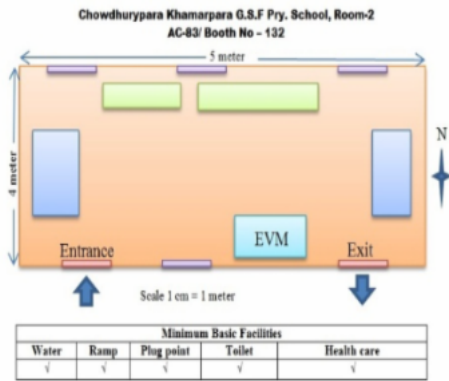 Chowdhurypara Khamarpara G.S.F Pry. School, Room-2
AC-83/ Booth No – 132
5 meter
4 meter
N
Entrance
EVM
Exit
Scale 1 cm = 1 meter
Minimum Basic Facilities
Water Ramp Plug point Toilet Health care
√ √ √ √ √